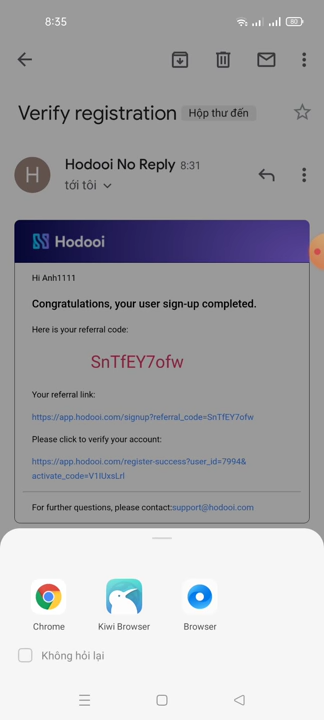 8:35
80
Verify registration Hộp thư đến
H
Hodooi No Reply 8:31
tới tôi
Hodooi
Hi Anh1111
Congratulations, your user sign-up completed.
Here is your referral code:
SnTfEY7ofw
Your referral link:
https://app.hodooi.com/signup?referral_code=SnTfEY7ofw
Please click to verify your account:
https://app.hodooi.com/register-success?user_id=7994&
activate_code=V1IUxsLrl
For further questions, please contact:support@hodooi.com
Chrome Kiwi Browser Browser
Không hỏi lại